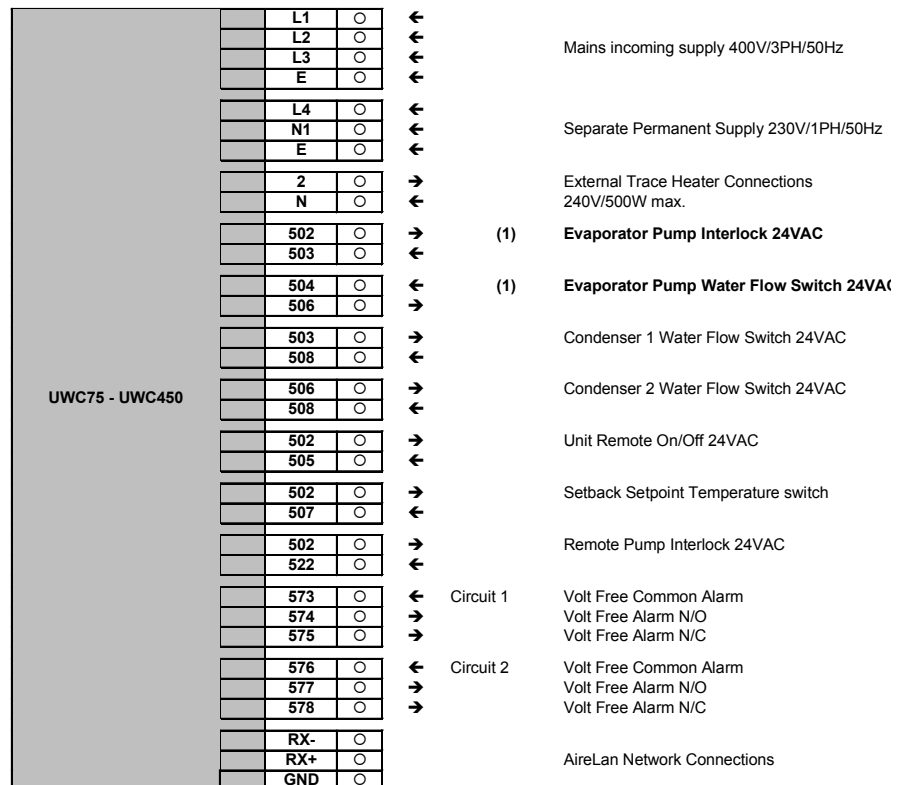 L1
L2
L3
E
Mains incoming supply 400V/3PH/50Hz
L4
N1
E
Separate Permanent Supply 230V/1PH/50Hz
2 External Trace Heater Connections
N 240V/500W max.
502 (1) Evaporator Pump Interlock 24VAC
503
504 (1) Evaporator Pump Water Flow Switch 24VAC
506
503 Condenser 1 Water Flow Switch 24VAC
508
506 Condenser 2 Water Flow Switch 24VAC
UWC75 - UWC450
508
502 Unit Remote On/Off 24VAC
505
502 Setback Setpoint Temperature switch
507
502 Remote Pump Interlock 24VAC
522
573 Circuit 1 Volt Free Common Alarm
574 Volt Free Alarm N/O
575 Volt Free Alarm N/C
576 Circuit 2 Volt Free Common Alarm
577 Volt Free Alarm N/O
578 Volt Free Alarm N/C
RX-
RX+ AireLan Network Connections
GND